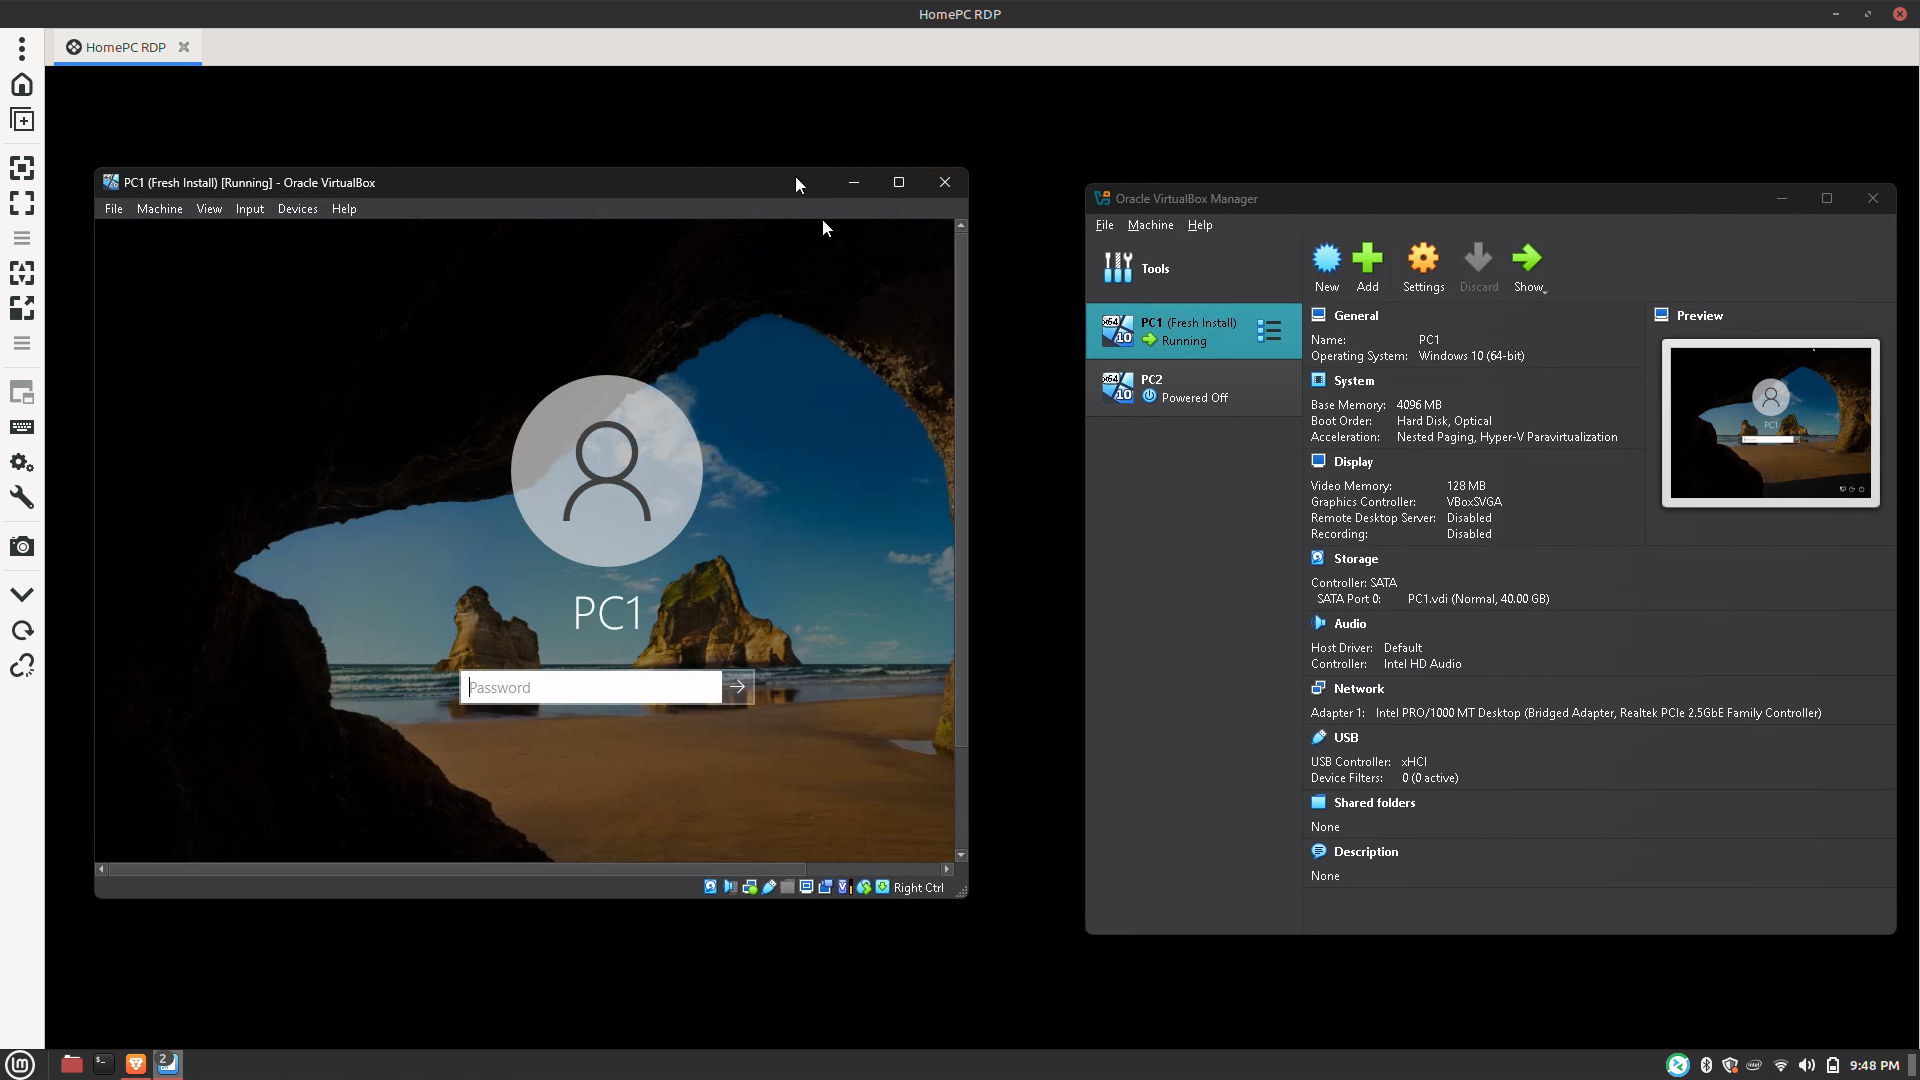 HomePC RDP
HomePC RDP
PC1 (Fresh Install) [Running] - Oracle VirtualBox
File Machine View Input Devices Help
PC1
Password
Right Ctrl
Oracle VirtualBox Manager
File Machine Help
Tools
New Add Settings Discard Show
PC1 (Fresh Install)
Running
PC2
Powered Off
General
Name: PC1
Operating System: Windows 10 (64-bit)
System
Base Memory: 4096 MB
Boot Order: Hard Disk, Optical
Acceleration: Nested Paging, Hyper-V Paravirtualization
Display
Video Memory: 128 MB
Graphics Controller: VBoxSVGA
Remote Desktop Server: Disabled
Recording: Disabled
Storage
Controller: SATA
SATA Port 0: PC1.vdi (Normal, 40.00 GB)
Audio
Host Driver: Default
Controller: Intel HD Audio
Network
Adapter 1: Intel PRO/1000 MT Desktop (Bridged Adapter, Realtek PCIe 2.5GbE Family Controller)
USB
USB Controller: xHCI
Device Filters: 0 (0 active)
Shared folders
None
Description
None
Preview
PC1
2
9:48 PM